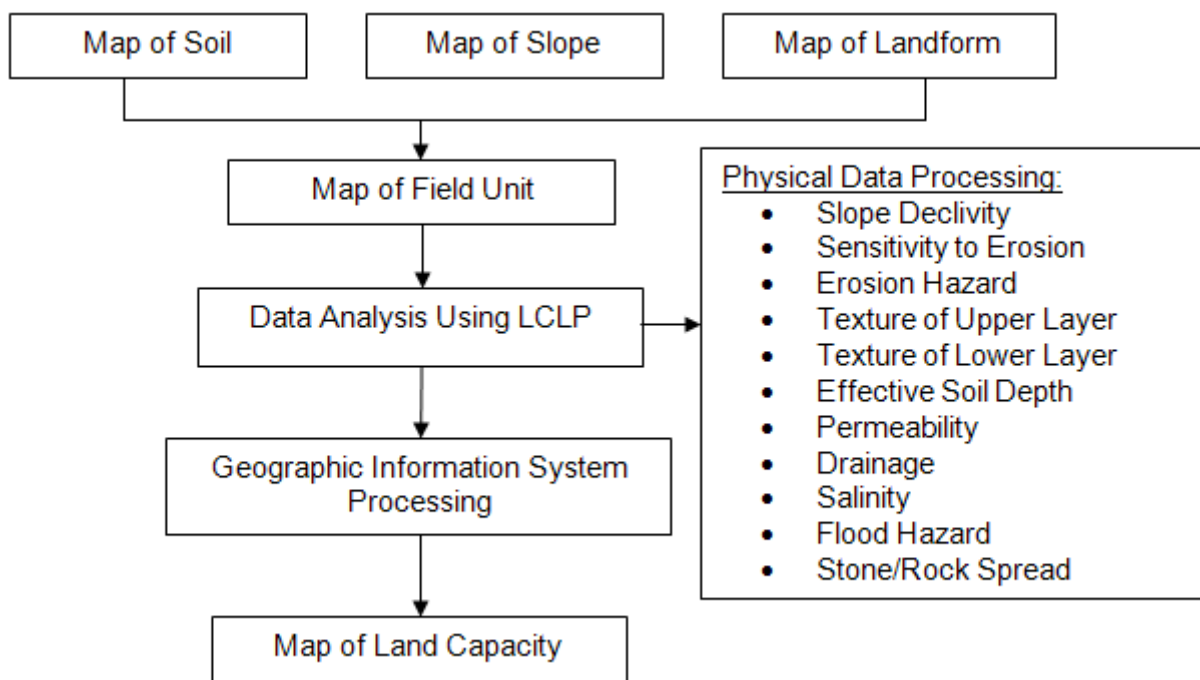 Map of Soil
Map of Slope
Map of Landform
Map of Field Unit
Data Analysis Using LCLP
Geographic Information System
Processing
Map of Land Capacity
Physical Data Processing:
• Slope Declivity
• Sensitivity to Erosion
• Erosion Hazard
• Texture of Upper Layer
• Texture of Lower Layer
• Effective Soil Depth
• Permeability
• Drainage
• Salinity
• Flood Hazard
• Stone/Rock Spread